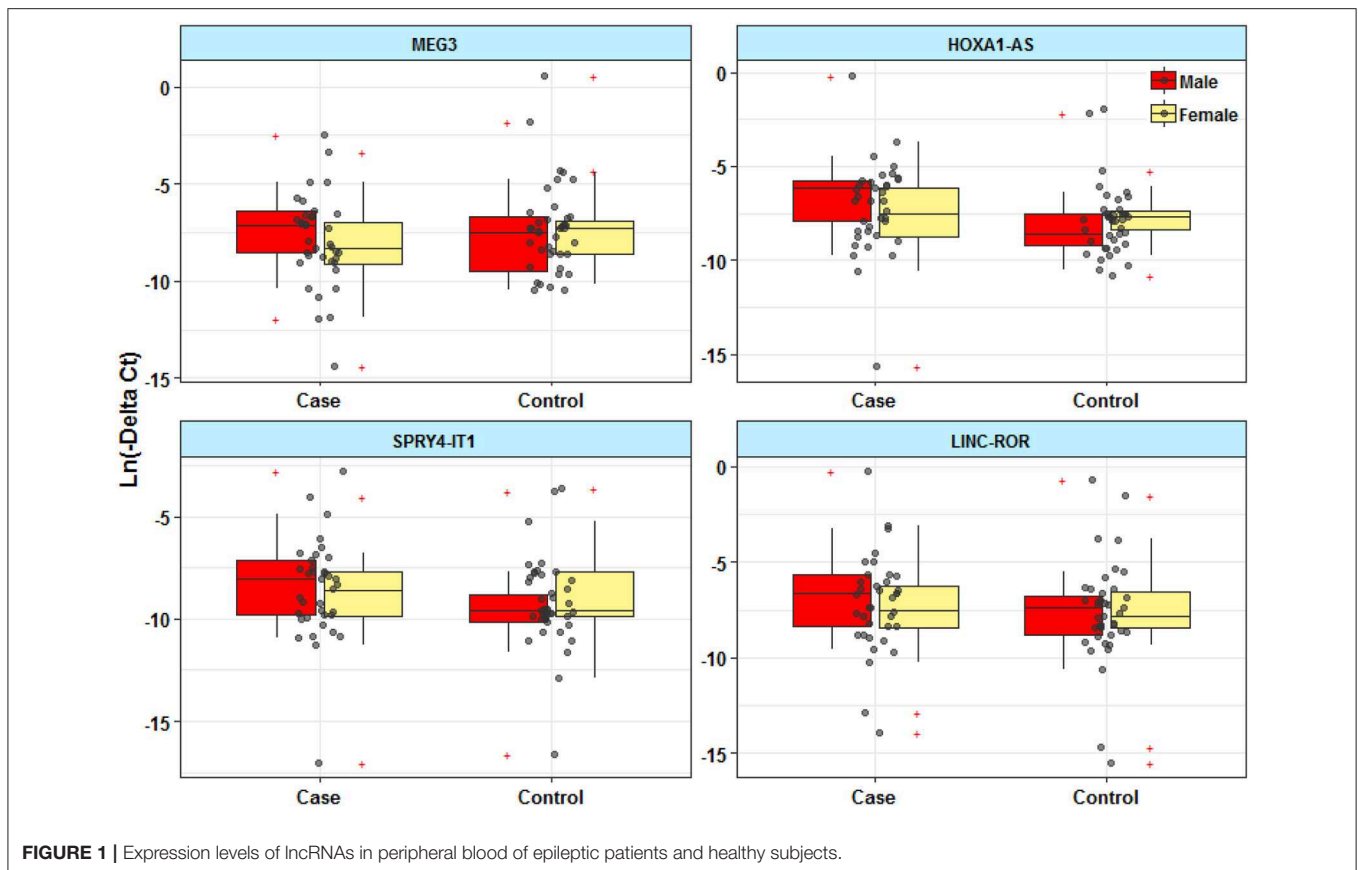 MEG3
HOXA1-AS
0
-5
-10
-15
0
-5
-10
-15
Male
Female
Case
Control
Case
Control
Ln(-Delta Ct)
SPRY4-IT1
LINC-ROR
-5
-10
-15
0
-5
-10
-15
Case
Control
Case
Control
FIGURE 1 | Expression levels of lncRNAs in peripheral blood of epileptic patients and healthy subjects.